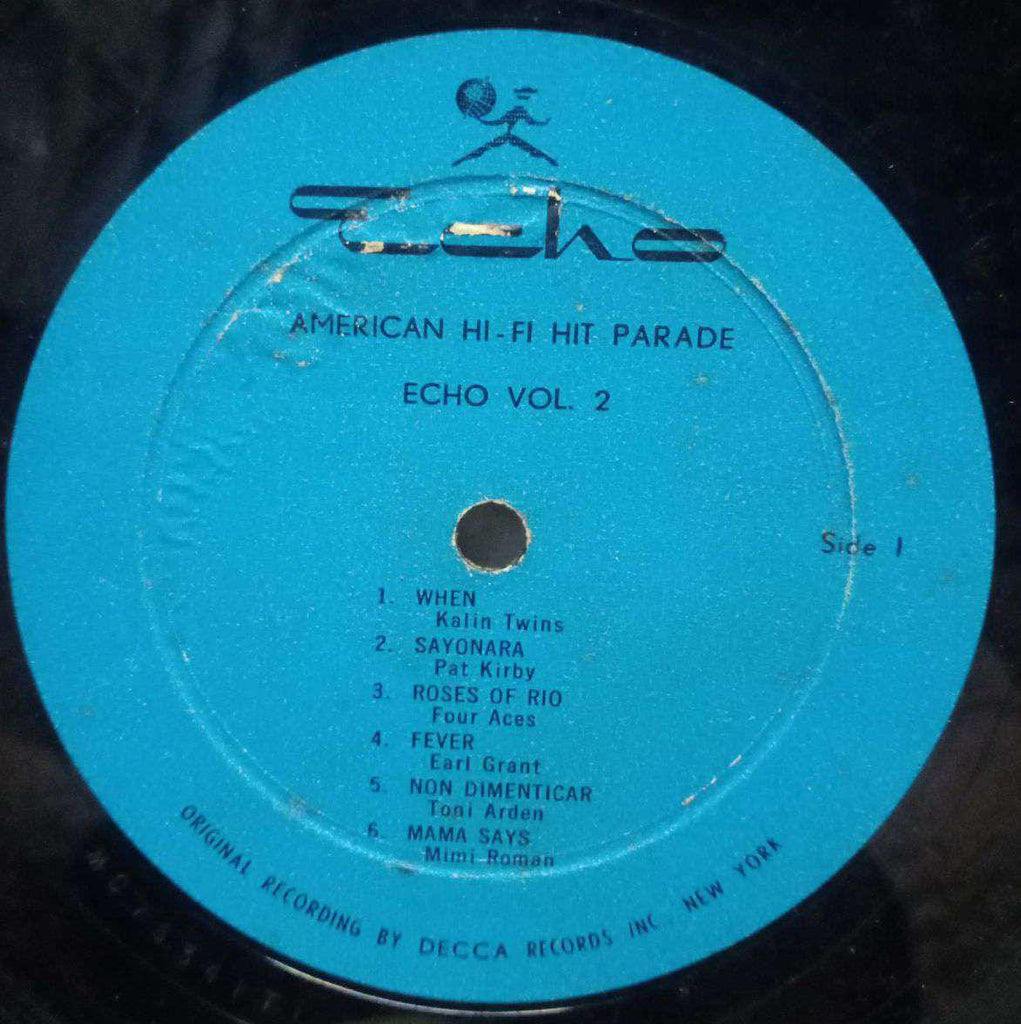 Echo
AMERICAN HI-FI HIT PARADE
ECHO VOL. 2
Side 1
1. WHEN
Kalin Twins
2. SAYONARA
Pat Kirby
3. ROSES OF RIO
Four Aces
4. FEVER
Earl Grant
5. NON DIMENTICAR
Toni Arden
6. MAMA SAYS
Mimi Roman
ORIGINAL RECORDING BY DECCA RECORDS INC. NEW YORK